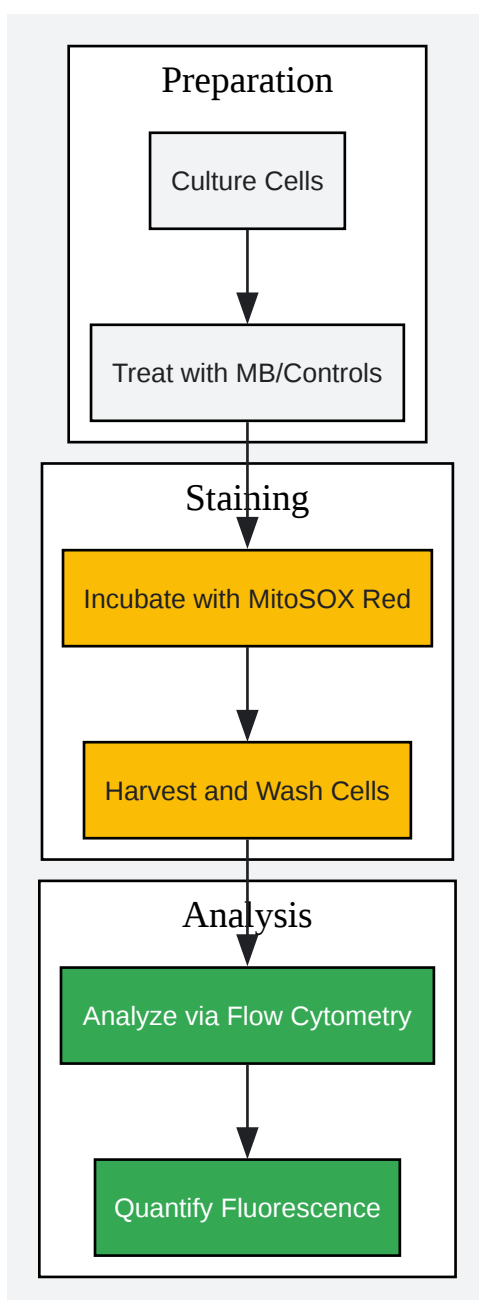 Preparation
Culture Cells
Treat with MB/Controls
Staining
Incubate with MitoSOX Red
Harvest and Wash Cells
Analysis
Analyze via Flow Cytometry
Quantify Fluorescence